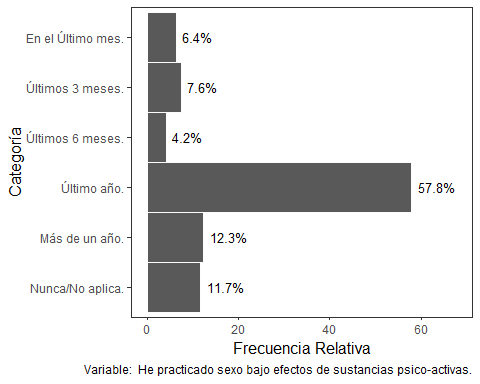 En el Último mes.
6.4%
Últimos 3 meses.
7.6%
Últimos 6 meses.
4.2%
Último año.
57.8%
Más de un año.
12.3%
Nunca/No aplica.
11.7%
Categoría
0 20 40 60
Frecuencia Relativa
Variable: He practicado sexo bajo efectos de sustancias psico-activas.